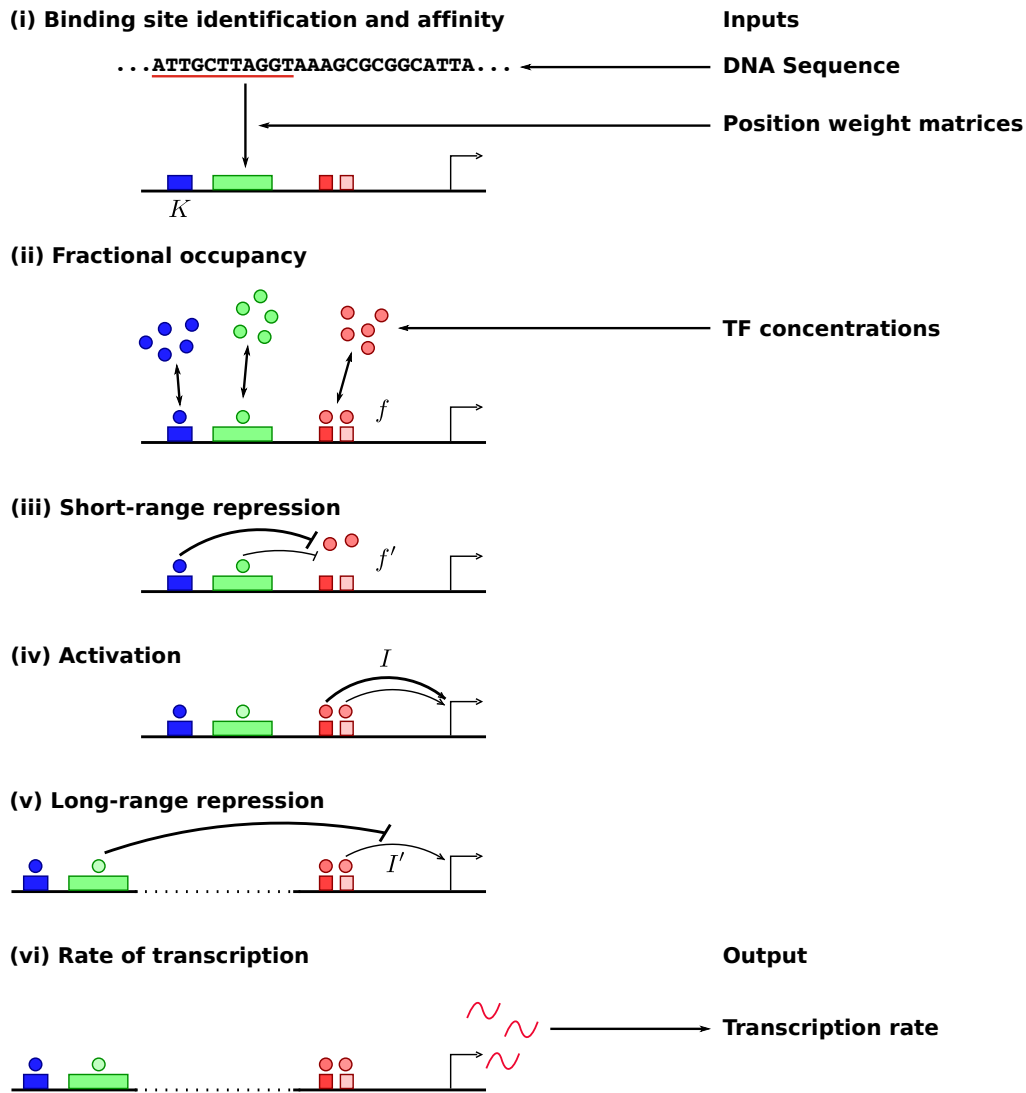 (i) Binding site identification and affinity
Inputs
...ATTGCTTAGGTAAAGCGCGGCATTA...
DNA Sequence
Position weight matrices
K
(ii) Fractional occupancy
TF concentrations
f
(iii) Short-range repression
f′
(iv) Activation
I
(v) Long-range repression
I′
(vi) Rate of transcription
Output
Transcription rate